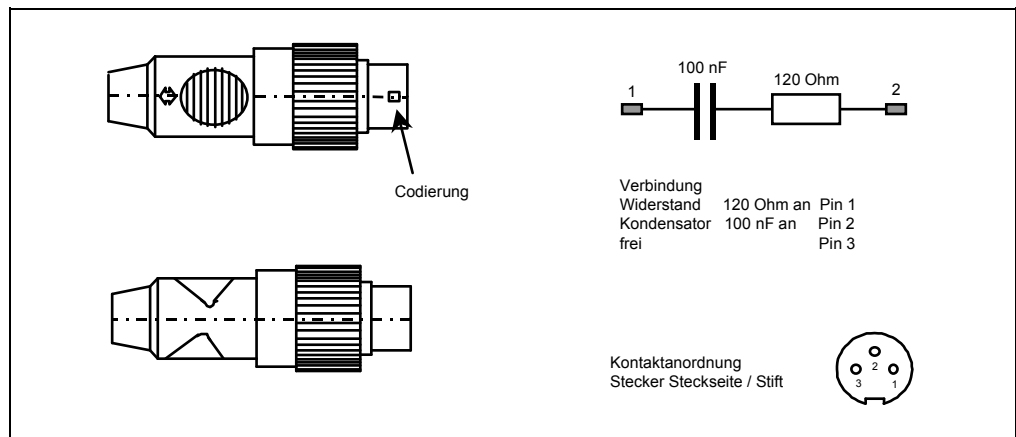 100 nF
120 Ohm
1
2
Codierung
Verbindung
Widerstand 120 Ohm an Pin 1
Kondensator 100 nF an Pin 2
frei Pin 3
Kontaktanordnung
Stecker Steckseite / Stift
2
3 1